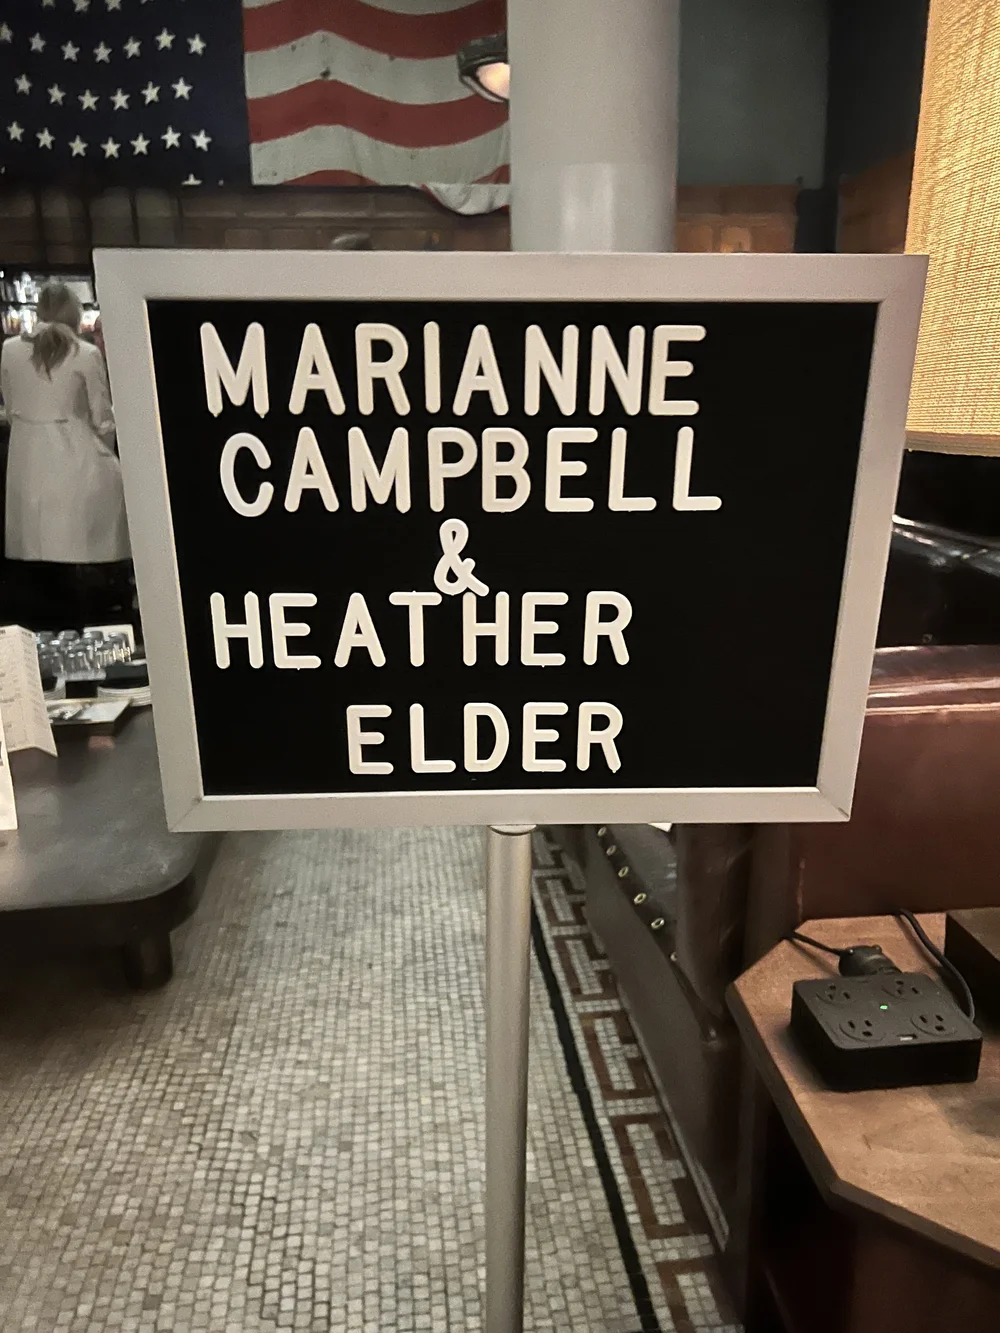 MARIANNE
CAMPBELL
&
HEATHER
ELDER